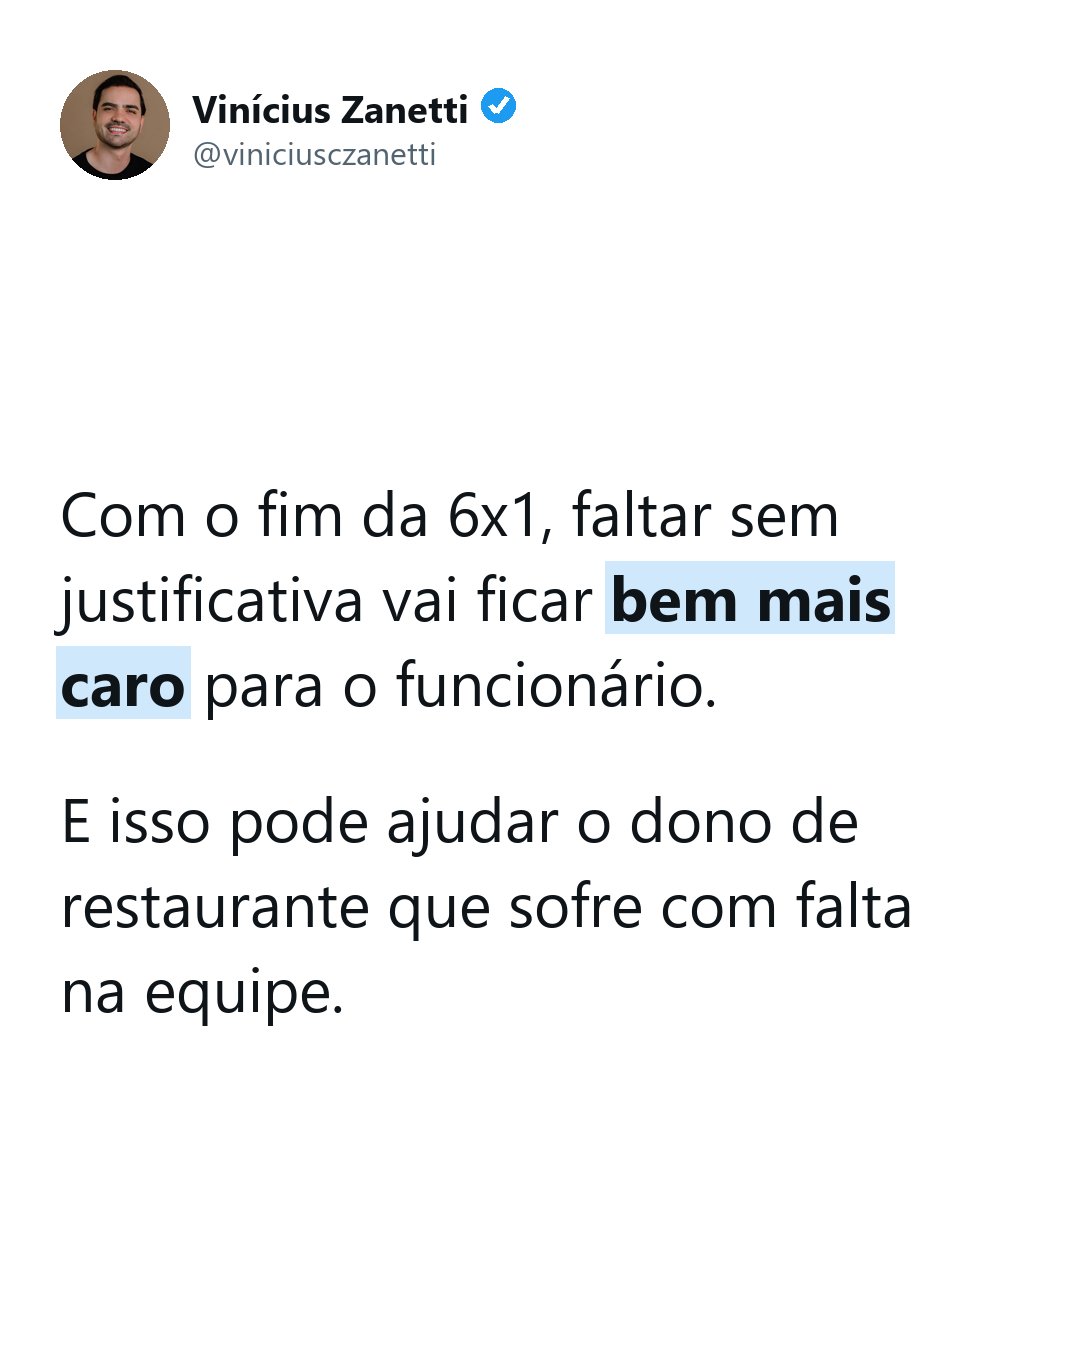 Vinícius Zanetti
@viniciusczanetti
Com o fim da 6x1, faltar sem
justificativa vai ficar bem mais
caro para o funcionário.
E isso pode ajudar o dono de
restaurante que sofre com falta
na equipe.